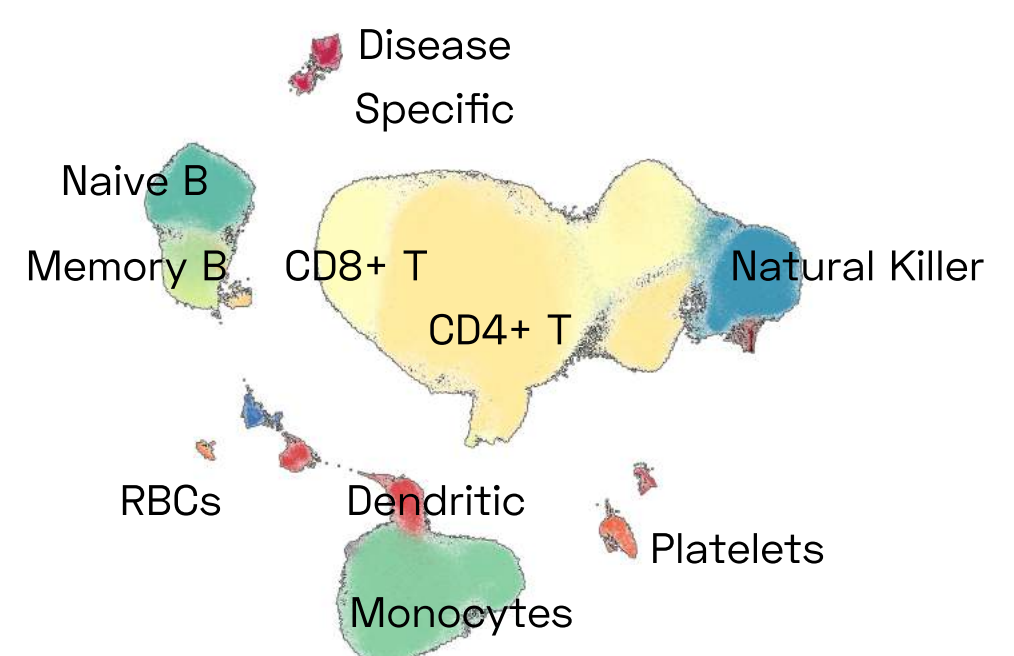 Disease
Specific
Naive B
Memory B
CD8+ T
Natural Killer
CD4+ T
RBCs
Dendritic
Platelets
Monocytes